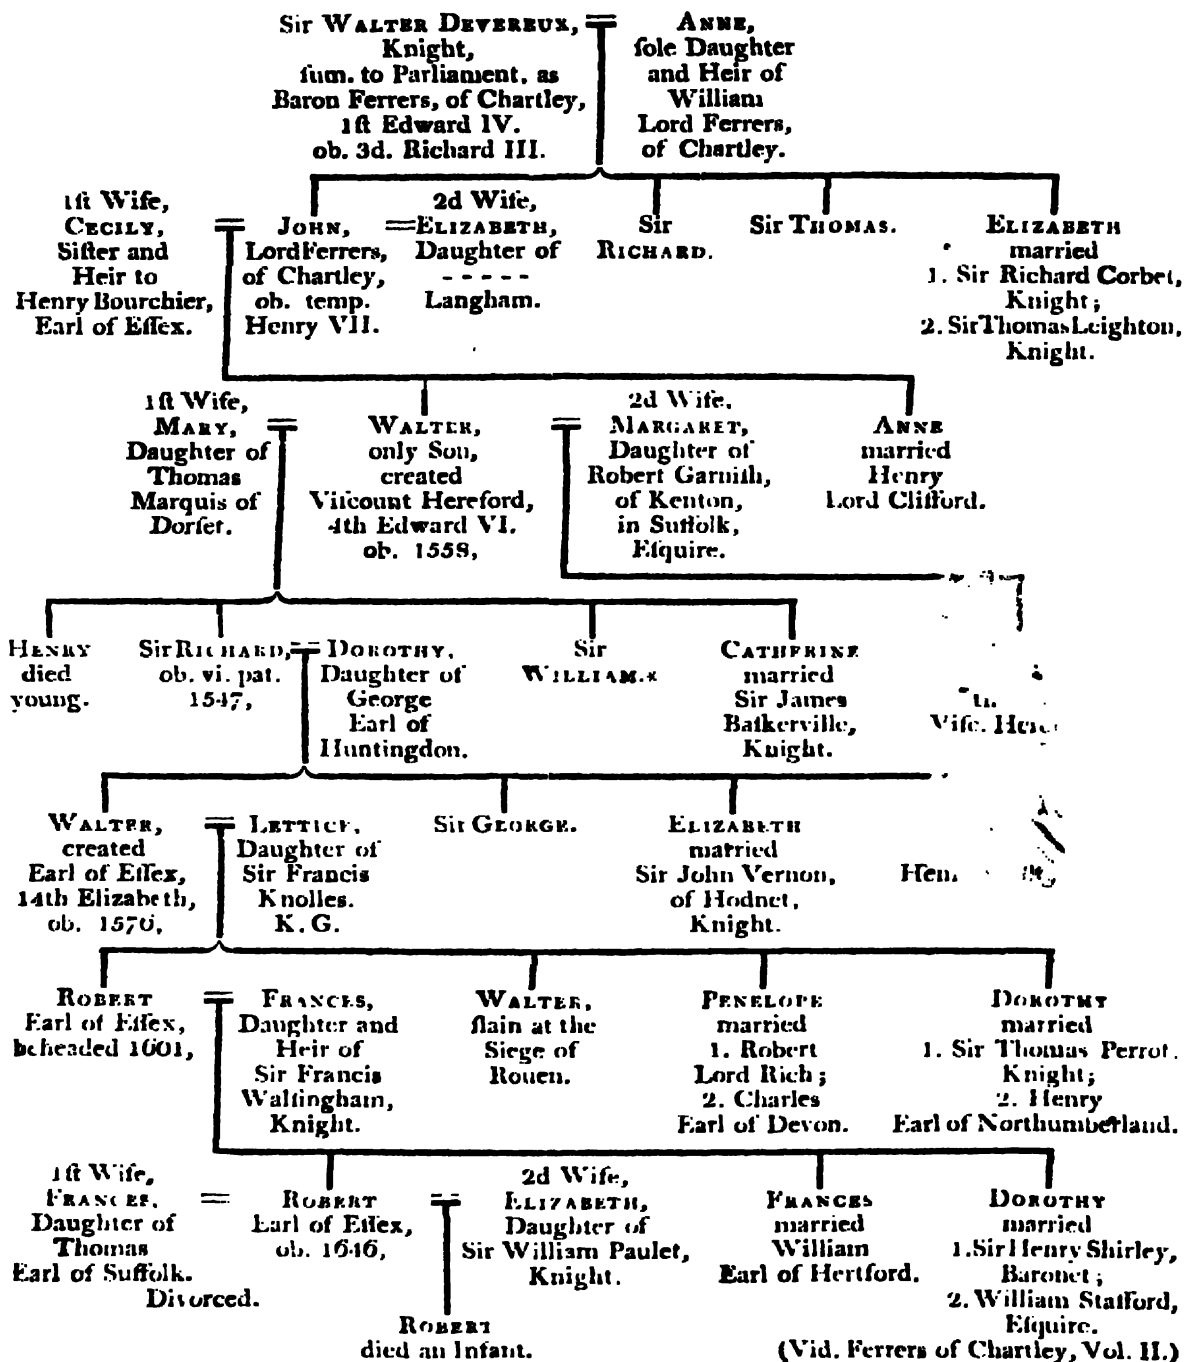 Sir WALTER DEVEREUX,
Knight,
ſum. to Parliament, as
Baron Ferrers, of Chartley,
1ſt Edward IV.
ob. 3d. Richard III.
ANNE,
ſole Daughter
and Heir of
William
Lord Ferrers,
of Chartley.
1ſt Wife,
CECILY,
Siſter and
Heir to
Henry Bourchier,
Earl of Eſſex.
JOHN,
Lord Ferrers,
of Chartley,
ob. temp.
Henry VII.
2d Wife,
ELIZABETH,
Daughter of
- - - - -
Langham.
Sir
RICHARD.
Sir THOMAS.
ELIZABETH
married
1. Sir Richard Corbet,
Knight;
2. Sir Thomas Leighton,
Knight.
1ſt Wife,
MARY,
Daughter of
Thomas
Marquis of
Dorſet.
WALTER,
only Son,
created
Viſcount Hereford,
4th Edward VI.
ob. 1558,
2d Wife,
MARGARET,
Daughter of
Robert Garniſh,
of Kenton,
in Suffolk,
Eſquire.
ANNE
married
Henry
Lord Clifford.
HENRY
died
young.
Sir RICHARD,
ob. vi. pat.
1547,
DOROTHY,
Daughter of
George
Earl of
Huntingdon.
Sir
WILLIAM.
CATHERINE
married
Sir James
Baſkerville,
Knight.
WALTER,
created
Earl of Eſſex,
14th Elizabeth,
ob. 1576,
LETTICE,
Daughter of
Sir Francis
Knolles.
K.G.
Sir GEORGE.
ELIZABETH
married
Sir John Vernon,
of Hodnet,
Knight.
Hen.
ROBERT
Earl of Eſſex,
beheaded 1601,
FRANCES,
Daughter and
Heir of
Sir Francis
Walſingham,
Knight.
WALTER,
ſlain at the
Siege of
Rouen.
PENELOPE
married
1. Robert
Lord Rich;
2. Charles
Earl of Devon.
DOROTHY
married
1. Sir Thomas Perrot.
Knight;
2. Henry
Earl of Northumberland.
1ſt Wife,
FRANCES,
Daughter of
Thomas
Earl of Suffolk.
Divorced.
ROBERT
Earl of Eſſex,
ob. 1646,
2d Wife,
ELIZABETH,
Daughter of
Sir William Paulet,
Knight.
FRANCES
married
William
Earl of Hertford.
DOROTHY
married
1. Sir Henry Shirley,
Baronet;
2. William Stafford,
Eſquire.
ROBERT
died an Infant.
(Vid. Ferrers of Chartley, Vol. II.)